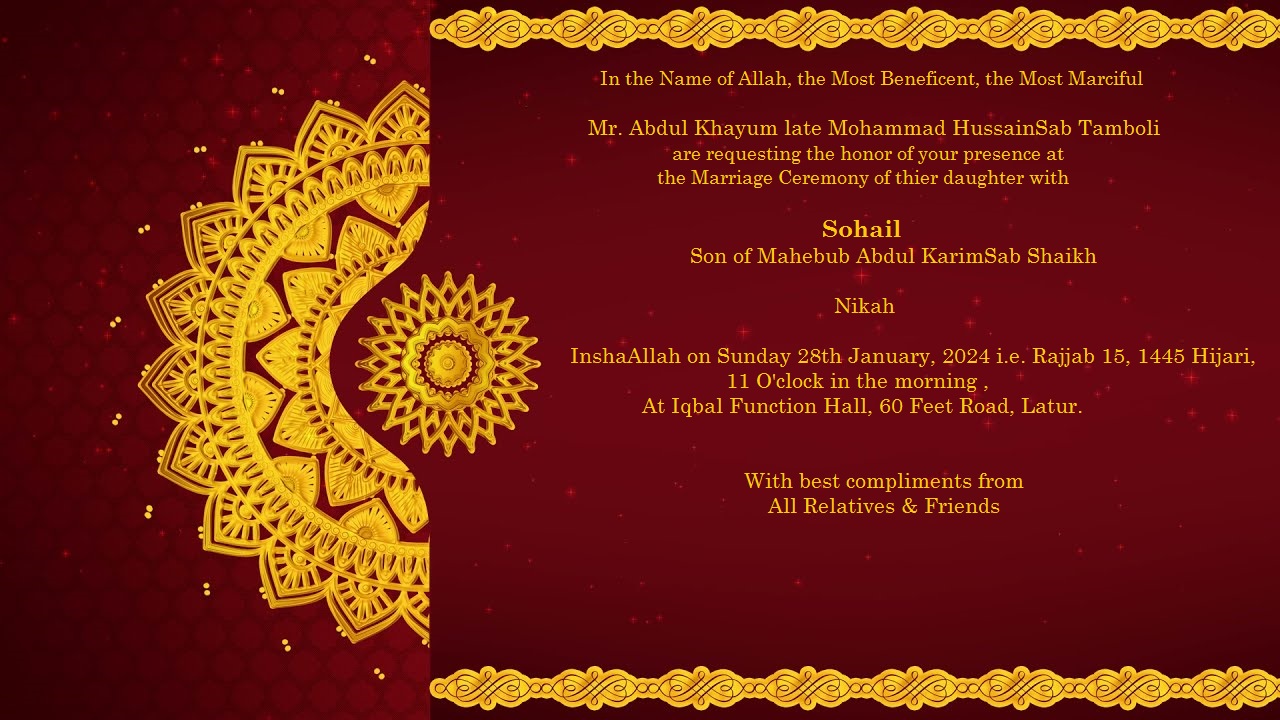 In the Name of Allah, the Most Beneficent, the Most Marciful
Mr. Abdul Khayum late Mohammad HussainSab Tamboli
are requesting the honor of your presence at
the Marriage Ceremony of thier daughter with
Sohail
Son of Mahebub Abdul KarimSab Shaikh
Nikah
InshaAllah on Sunday 28th January, 2024 i.e. Rajjab 15, 1445 Hijari,
11 O'clock in the morning ,
At Iqbal Function Hall, 60 Feet Road, Latur.
With best compliments from
All Relatives & Friends